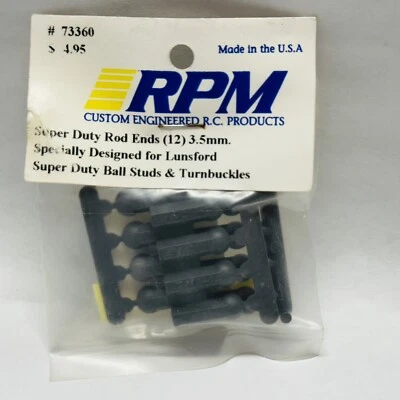 # 73360
$ 4.95
Made in the U.S.A
RPM
CUSTOM ENGINEERED R.C. PRODUCTS
Super Duty Rod Ends (12) 3.5mm.
Specially Designed for Lunsford
Super Duty Ball Studs & Turnbuckles